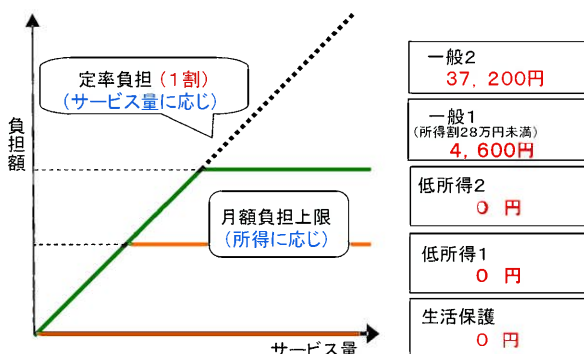 定率負担(1割)
(サービス量に応じ)
負担額
月額負担上限
(所得に応じ)
サービス量
一般2
37,200円
一般1
(所得割28万円未満)
4,600円
低所得2
0 円
低所得1
0 円
生活保護
0 円